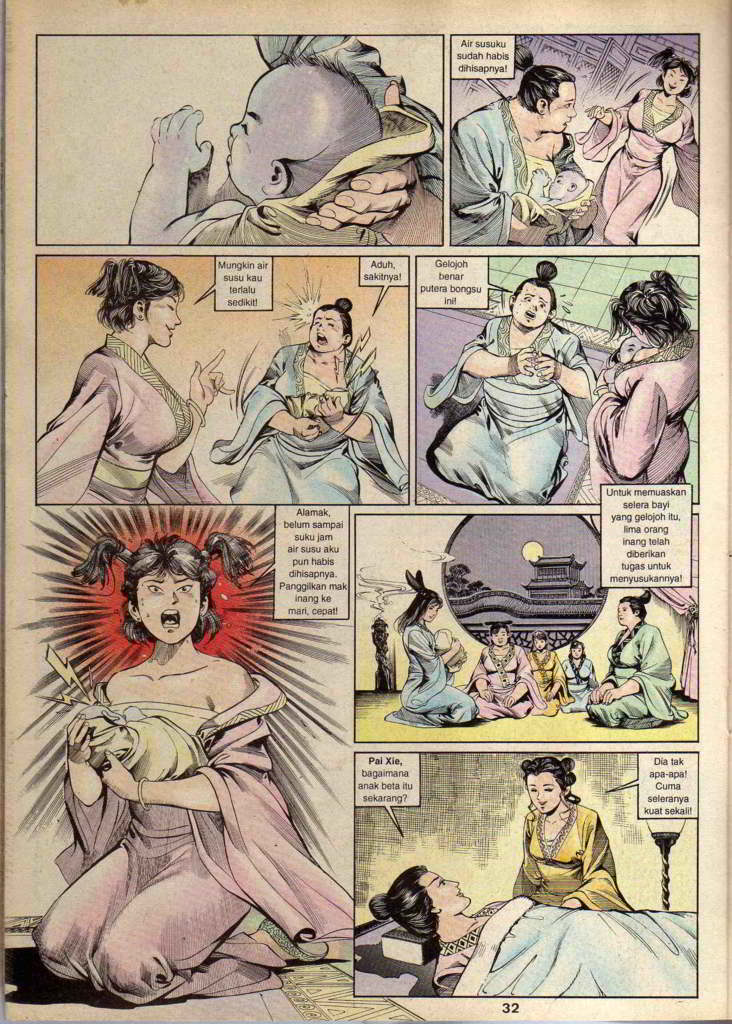 Air susuku
sudah habis
dihisapnya!
Mungkin air
susu kau
terlalu
sedikit!
Aduh,
sakitnya!
Gelojoh
benar
putera bongsu
ini!
Alamak,
belum sampai
suku jam
air susu aku
pun habis
dihisapnya.
Panggilkan mak
inang ke
mari, cepat!
Untuk memuaskan
selera bayi
yang gelojoh itu,
lima orang
inang telah
diberikan
tugas untuk
menyusukannya!
Pai Xie,
bagaimana
anak beta itu
sekarang?
Dia tak
apa-apa!
Cuma
seleranya
kuat sekali!
32